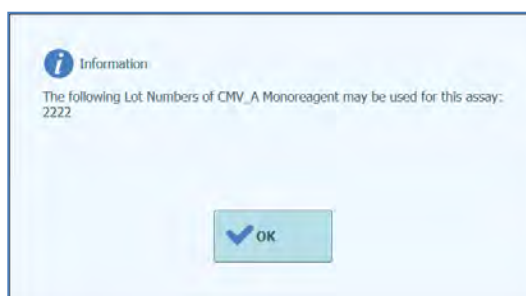 Information
The following Lot Numbers of CMV_A Monoreagent may be used for this assay:
2222
OK